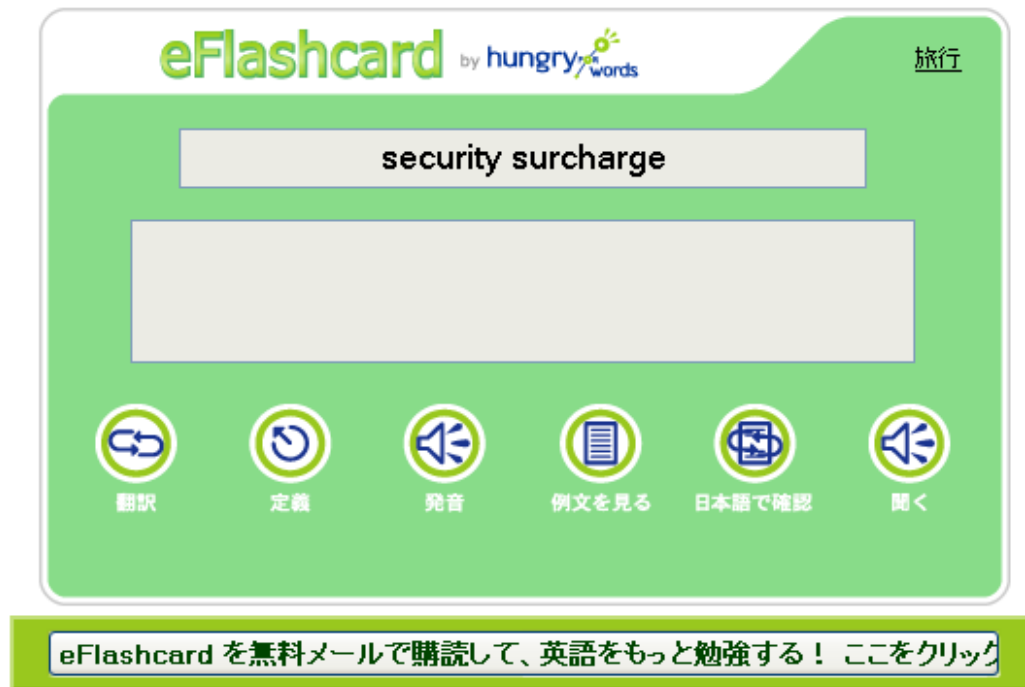 eFlashcard by hungry words
旅行
security surcharge
翻訳 定義 発音 例文を見る 日本語で確認 聞く
eFlashcard を無料メールで購読して、英語をもっと勉強する！ ここをクリック